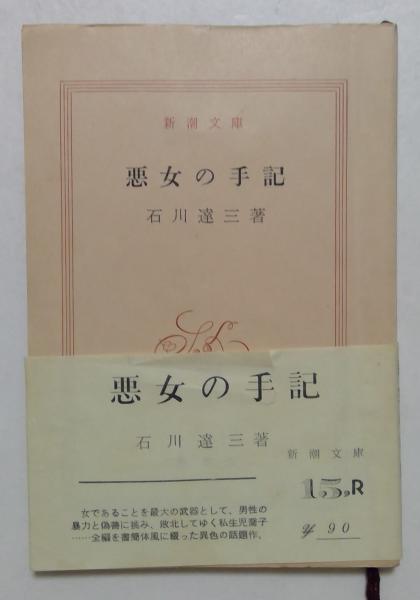 新潮文庫
悪女の手記
石川達三著
悪女の手記
石川達三著
新潮文庫
15,R
女であることを最大の武器として、男性の
暴力と偽善に挑み、敗北してゆく私生児喬子
……全編を書簡体風に綴った異色の話題作。
¥ 90